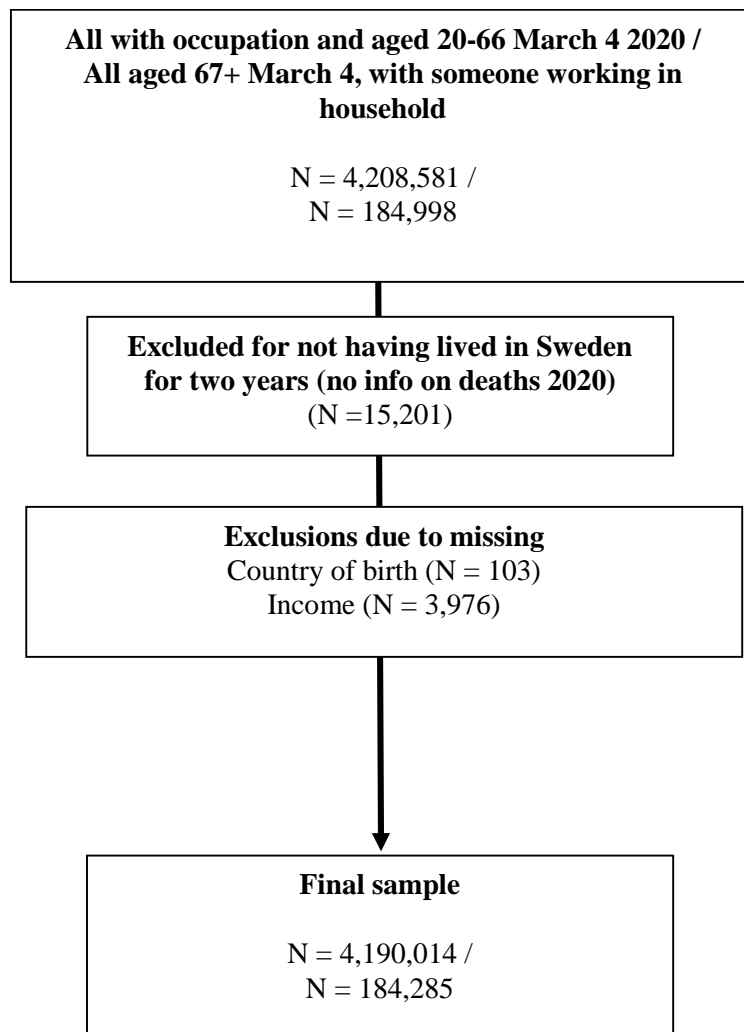 All with occupation and aged 20-66 March 4 2020 /
All aged 67+ March 4, with someone working in
household
N = 4,208,581 /
N = 184,998
Excluded for not having lived in Sweden
for two years (no info on deaths 2020)
(N =15,201)
Exclusions due to missing
Country of birth (N = 103)
Income (N = 3,976)
Final sample
N = 4,190,014 /
N = 184,285